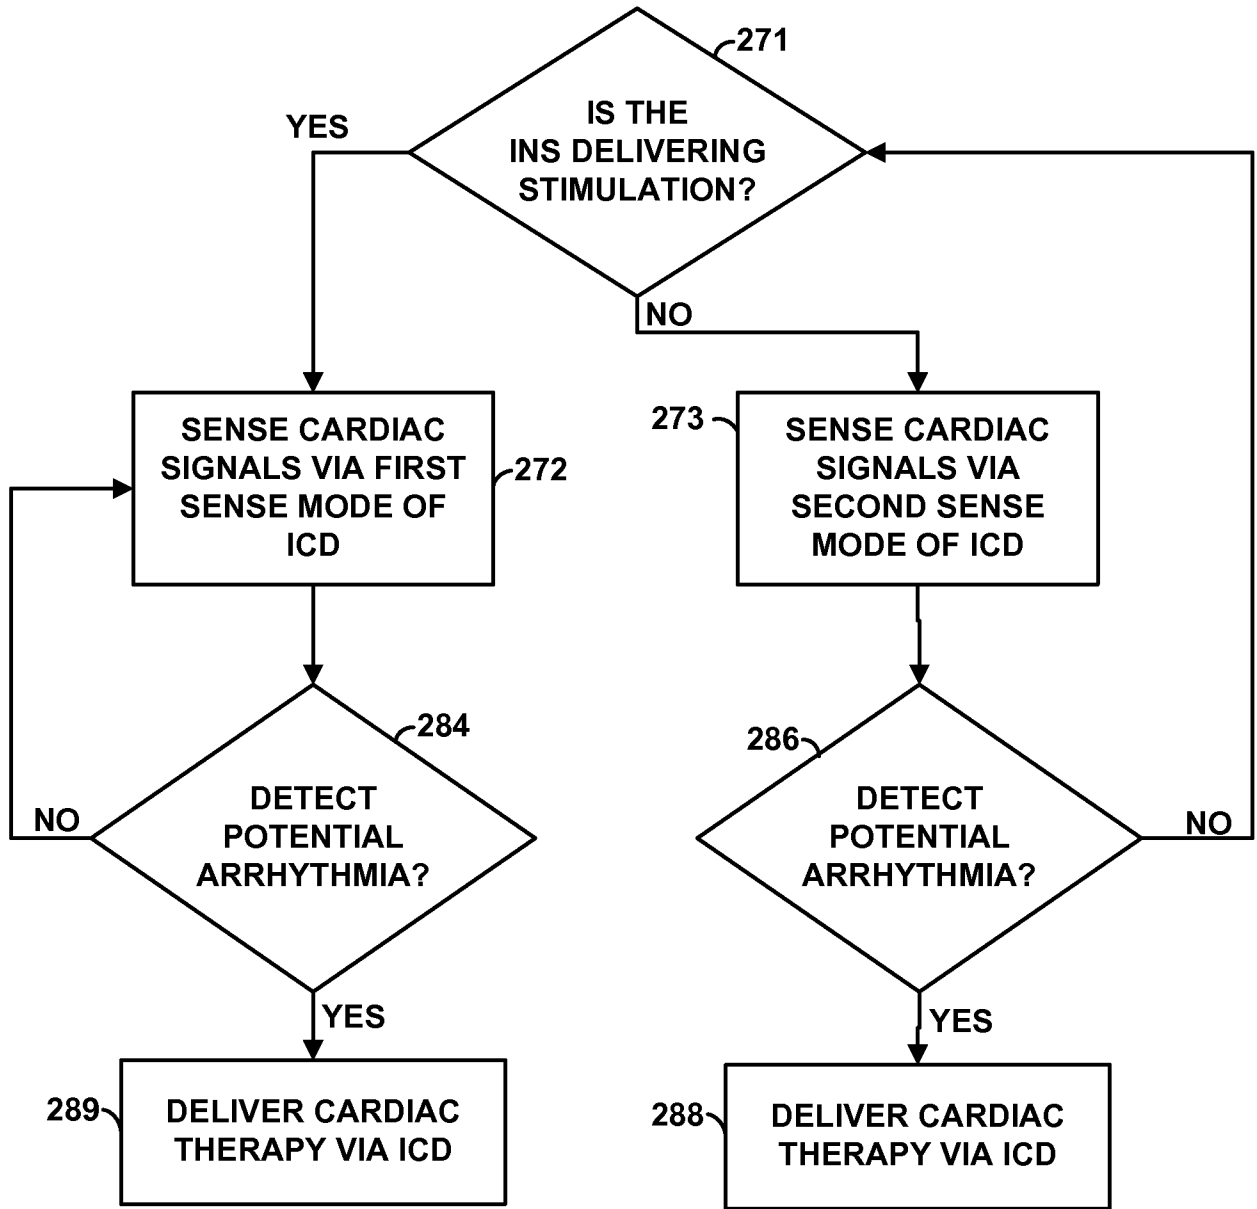 271
IS THE
INS DELIVERING
STIMULATION?
YES
NO
SENSE CARDIAC
SIGNALS VIA FIRST
SENSE MODE OF
ICD
272
273
SENSE CARDIAC
SIGNALS VIA
SECOND SENSE
MODE OF ICD
284
DETECT
POTENTIAL
ARRHYTHMIA?
NO
YES
286
DETECT
POTENTIAL
ARRHYTHMIA?
NO
YES
289
DELIVER CARDIAC
THERAPY VIA ICD
288
DELIVER CARDIAC
THERAPY VIA ICD